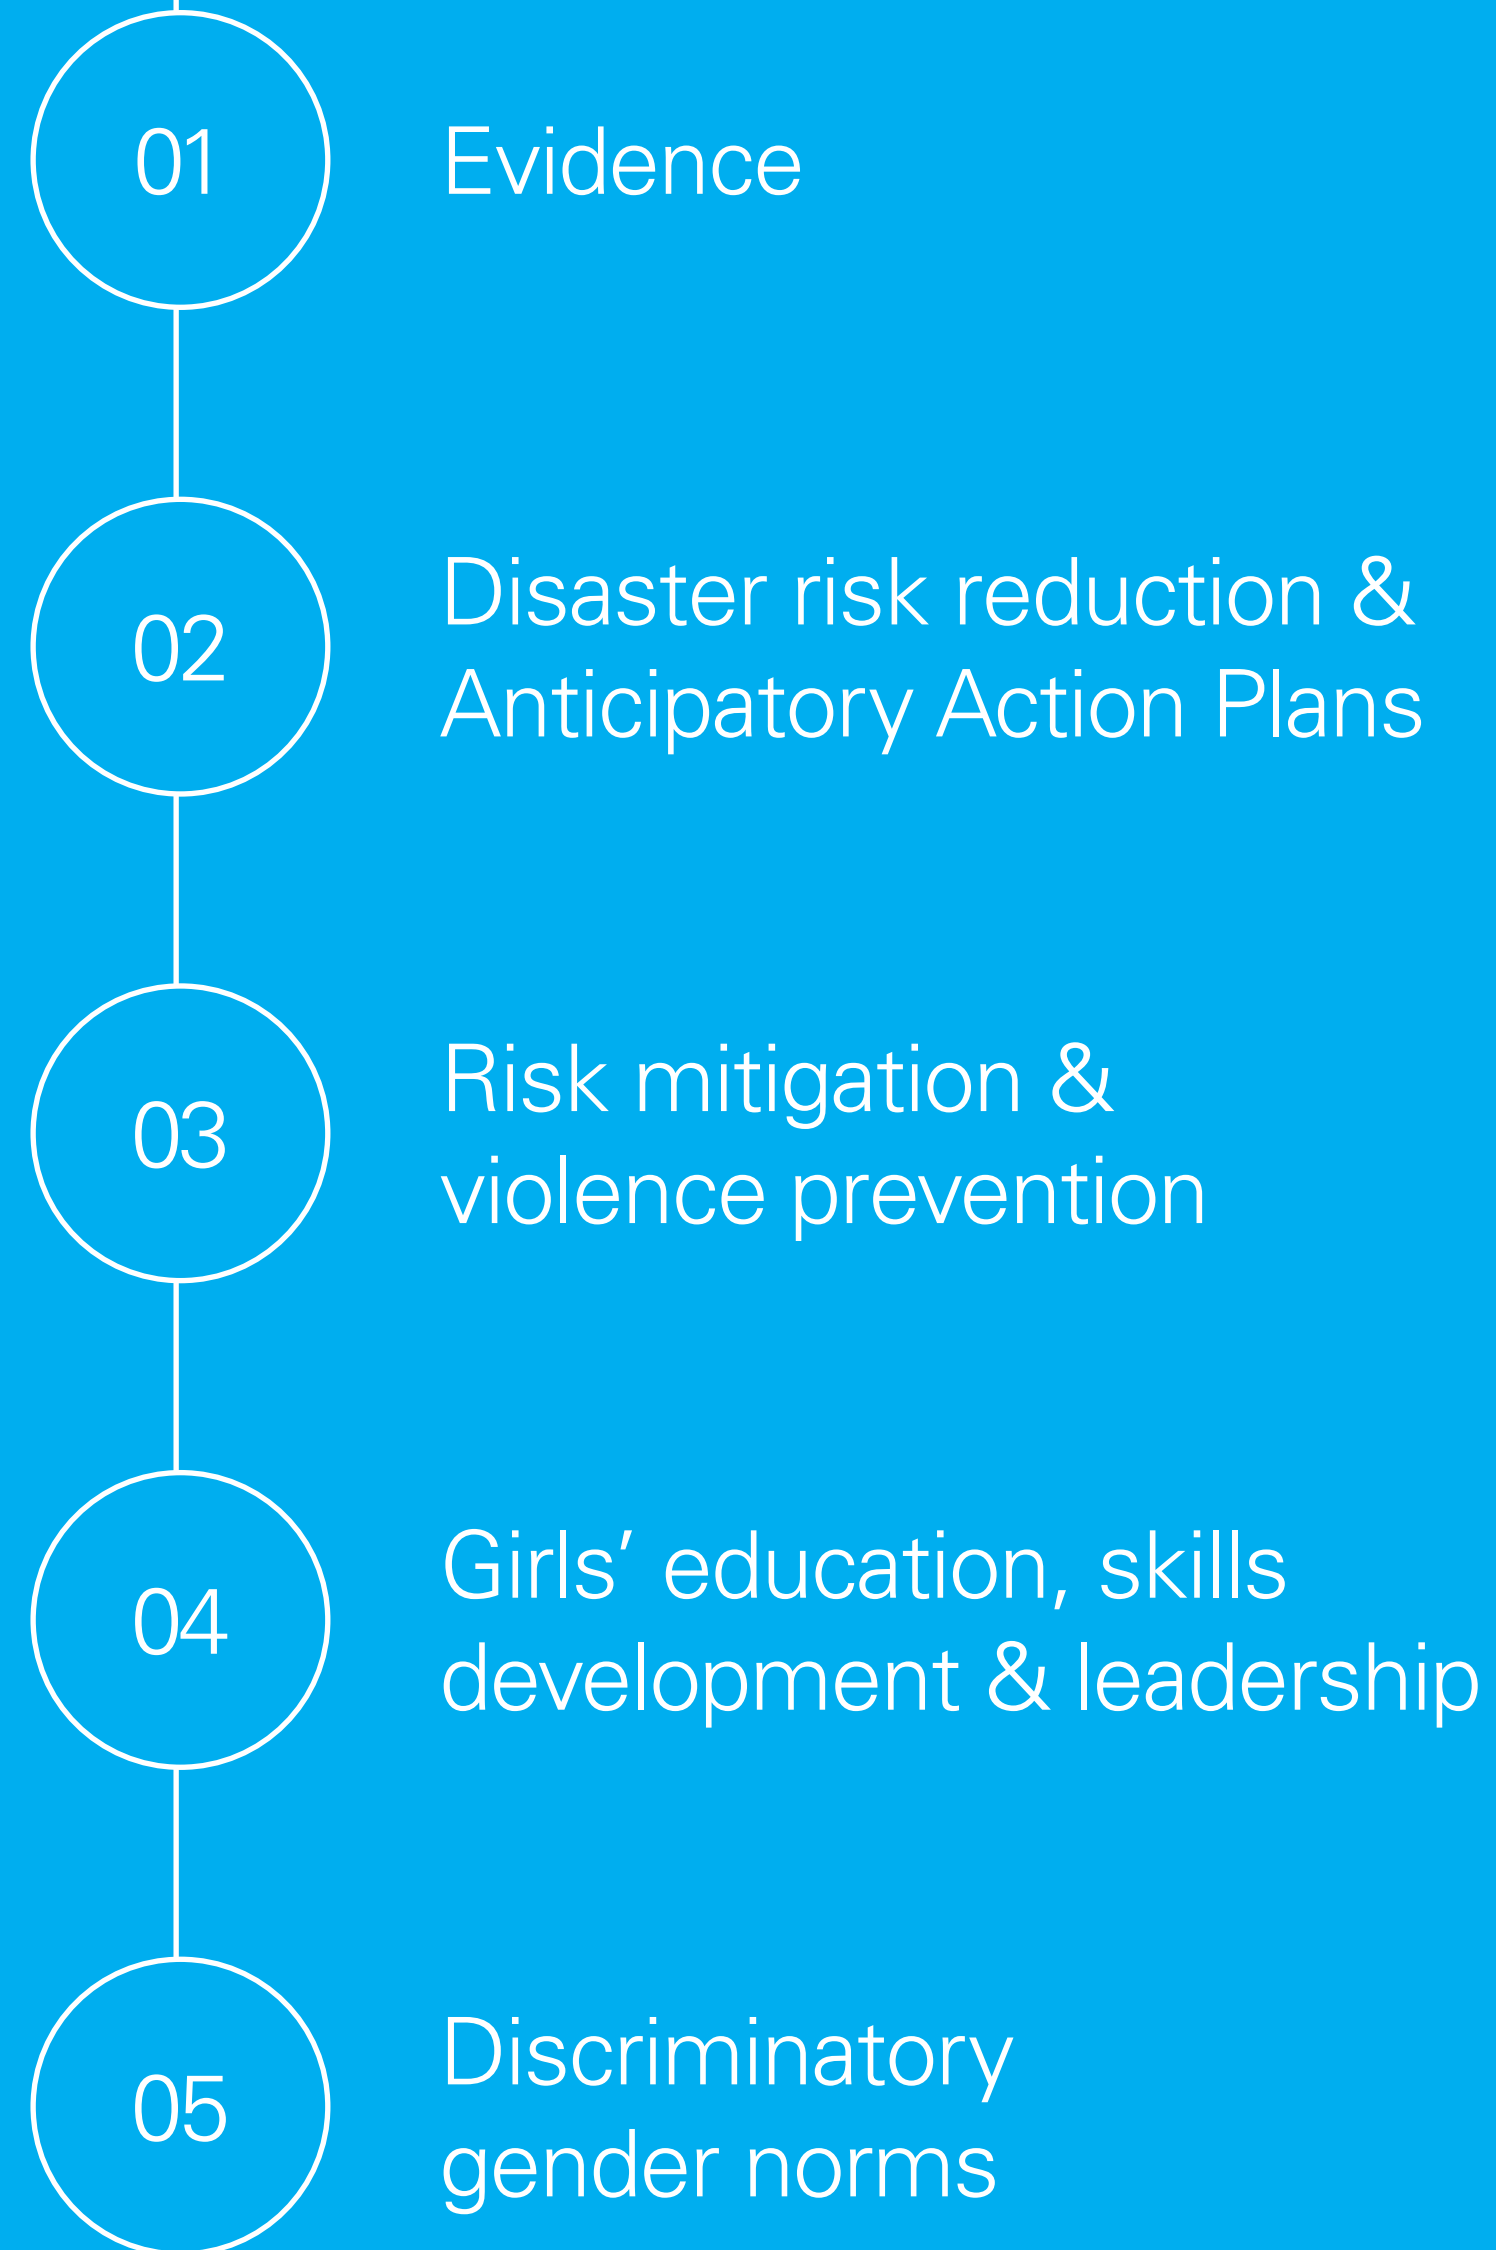 01
Evidence
02
Disaster risk reduction &
Anticipatory Action Plans
03
Risk mitigation &
violence prevention
04
Girls’ education, skills
development & leadership
05
Discriminatory
gender norms